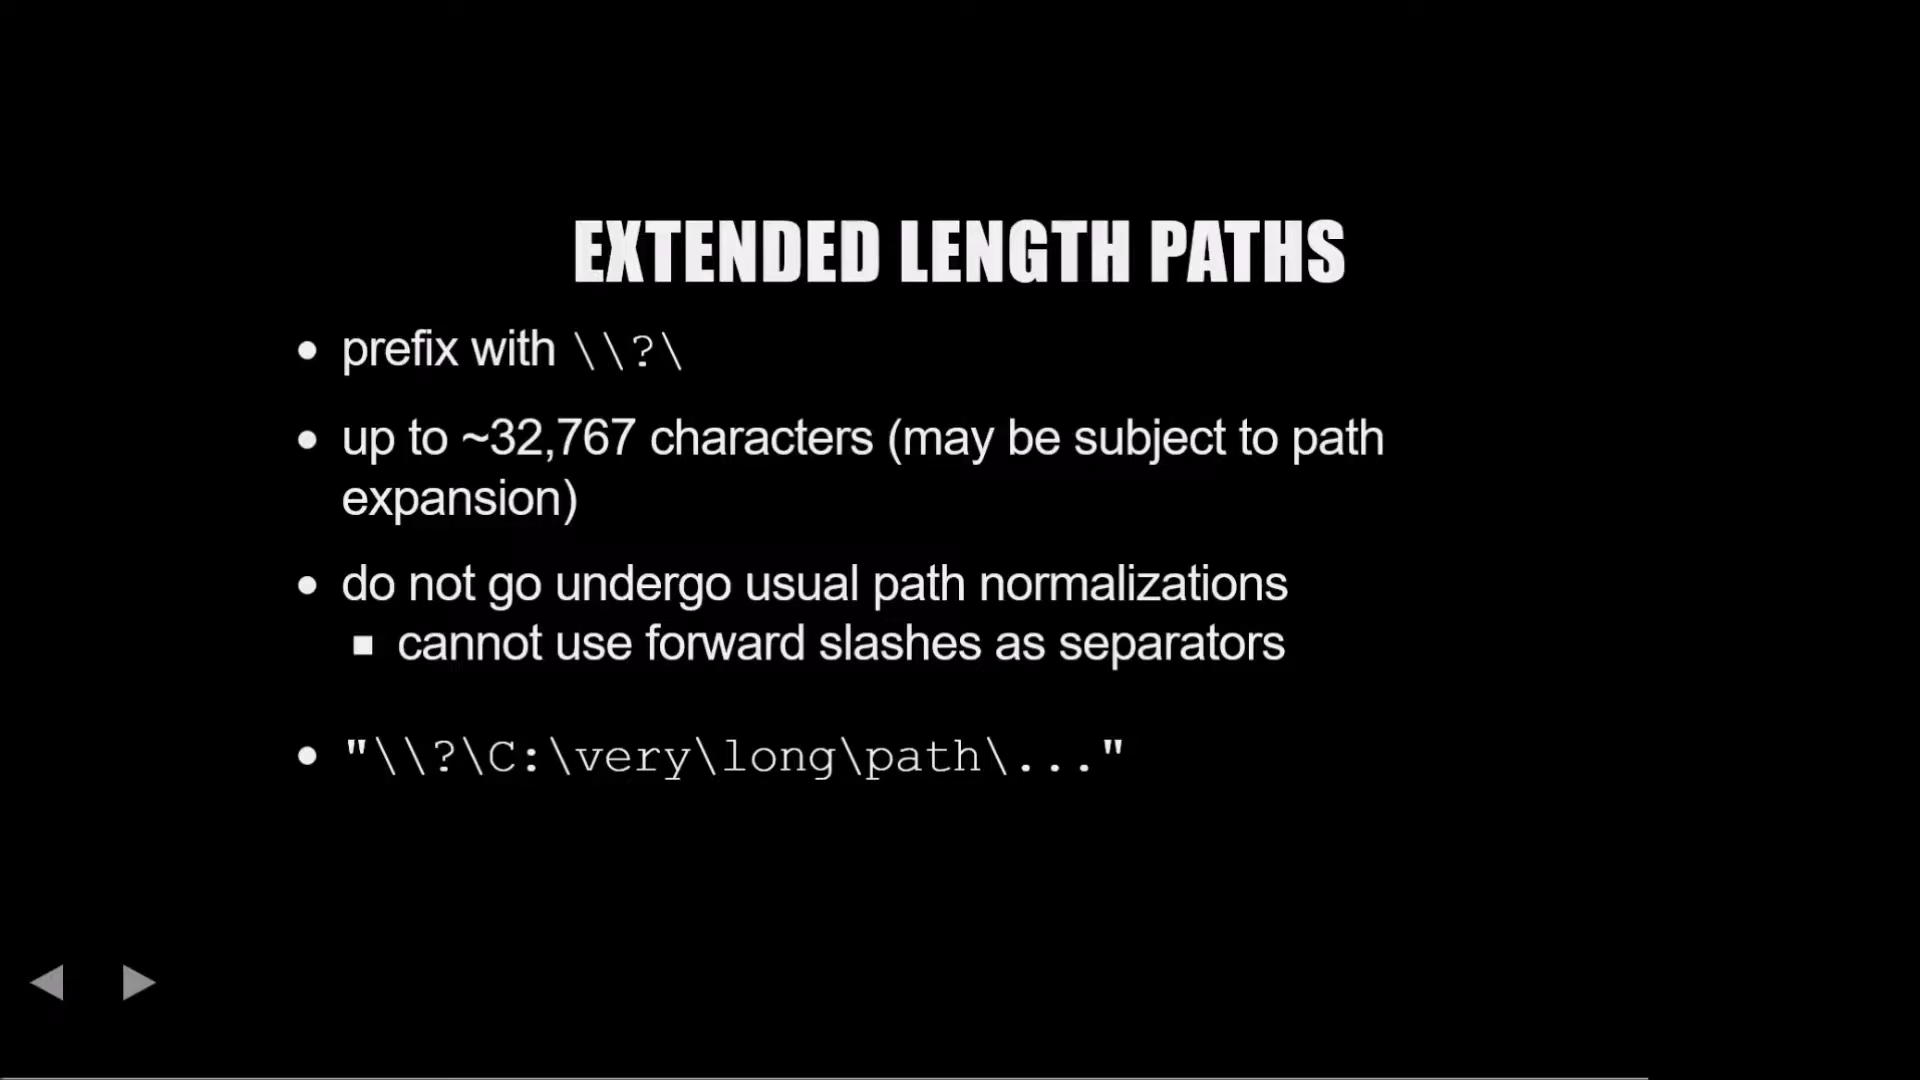 EXTENDED LENGTH PATHS
• prefix with \\?\
• up to ~32,767 characters (may be subject to path
expansion)
• do not go undergo usual path normalizations
▪ cannot use forward slashes as separators
• "\\?\C:\very\long\path\..."